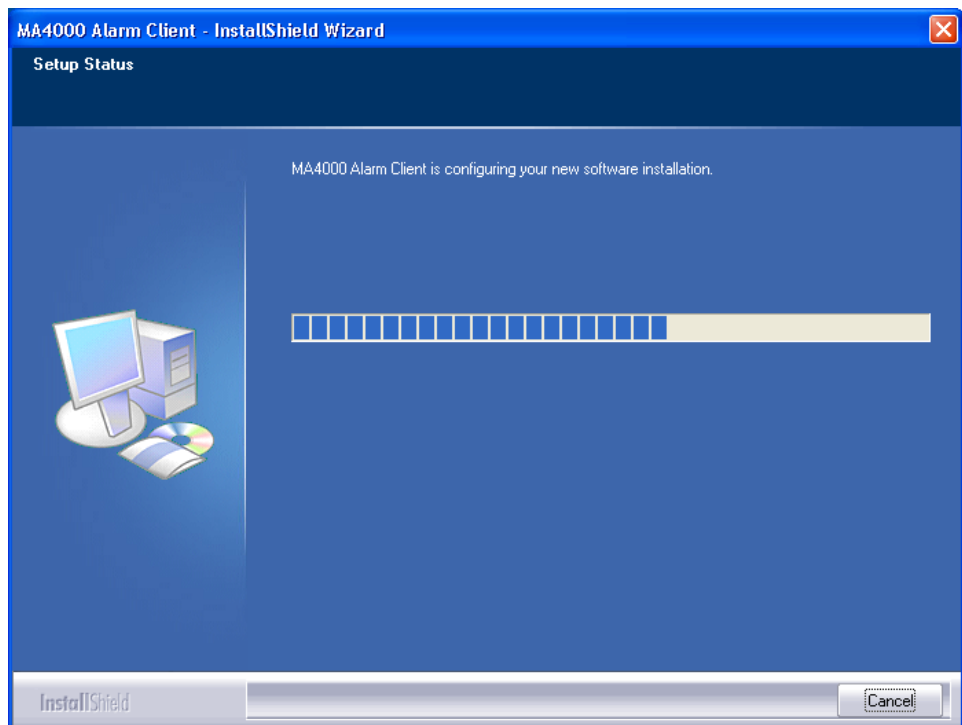 MA4000 Alarm Client - InstallShield Wizard
Setup Status
MA4000 Alarm Client is configuring your new software installation.
InstallShield
Cancel